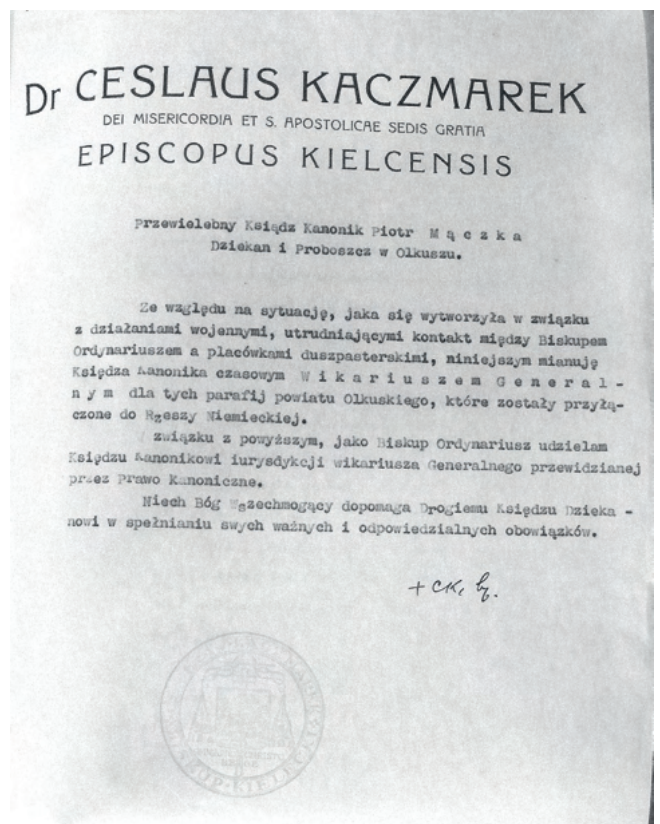 Dr CESLAUS KACZMAREK
DEI MISERICORDIA ET S. APOSTOLICAE SEDIS GRATIA
EPISCOPUS KIELCENSIS
Przewielebny Ksiądz Kanonik Piotr M ą c z k a
Dziekan i Proboszcz w Olkuszu.
Ze względu na sytuację, jaka się wytworzyła w związku
z działaniami wojennymi, utrudniającymi kontakt między Biskupem
Ordynariuszem a placówkami duszpasterskimi, niniejszym mianuję
Księdza Kanonika czasowym W i k a r i u s z e m G e n e r a l -
n y m dla tych parafij powiatu Olkuskiego, które zostały przyłą-
czone do Rzeszy Niemieckiej.
związku z powyższym, jako Biskup Ordynariusz udzielam
Księdzu Kanonikowi iurysdykcji wikariusza Generalnego przewidzianej
przez Prawo Kanoniczne.
Niech Bóg Wszechmogący dopomaga Drogiemu Księdzu Dzieka -
nowi w spełnianiu swych ważnych i odpowiedzialnych obowiązków.
+ CK,